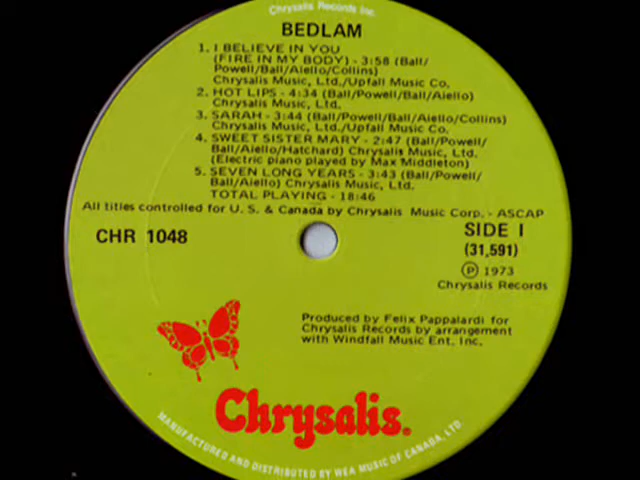 Chrysalis Records Inc.
BEDLAM
1. I BELIEVE IN YOU
(FIRE IN MY BODY) - 3:58 (Ball/
Powell/Ball/Aiello/Collins)
Chrysalis Music, Ltd./Upfall Music Co.
2. HOT LIPS - 4:34 (Ball/Powell/Ball/Aiello)
Chrysalis Music, Ltd.
3. SARAH - 3:44 (Ball/Powell/Ball/Aiello/Collins)
Chrysalis Music, Ltd./Upfall Music Co.
4. SWEET SISTER MARY - 2:47 (Ball/Powell/
Ball/Aiello/Hatchard) Chrysalis Music, Ltd.
(Electric piano played by Max Middleton)
5. SEVEN LONG YEARS - 3:43 (Ball/Powell/
Ball/Aiello) Chrysalis Music, Ltd.
TOTAL PLAYING - 18:46
All titles controlled for U. S. & Canada by Chrysalis Music Corp. - ASCAP
CHR 1048
SIDE I
(31,591)
Ⓟ 1973
Chrysalis Records
Produced by Felix Pappalardi for
Chrysalis Records by arrangement
with Windfall Music Ent. Inc.
Chrysalis.
MANUFACTURED AND DISTRIBUTED BY WEA MUSIC OF CANADA, LTD.